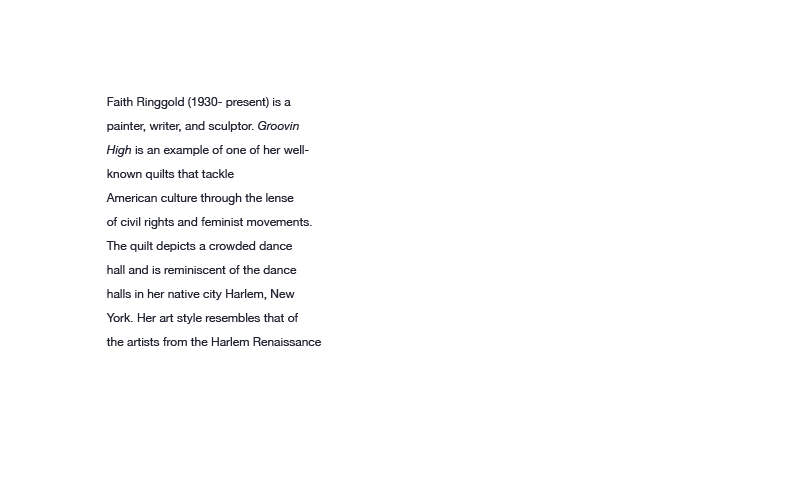 Faith Ringgold (1930- present) is a
painter, writer, and sculptor. Groovin
High is an example of one of her well-
known quilts that tackle
American culture through the lense
of civil rights and feminist movements.
The quilt depicts a crowded dance
hall and is reminiscent of the dance
halls in her native city Harlem, New
York. Her art style resembles that of
the artists from the Harlem Renaissance